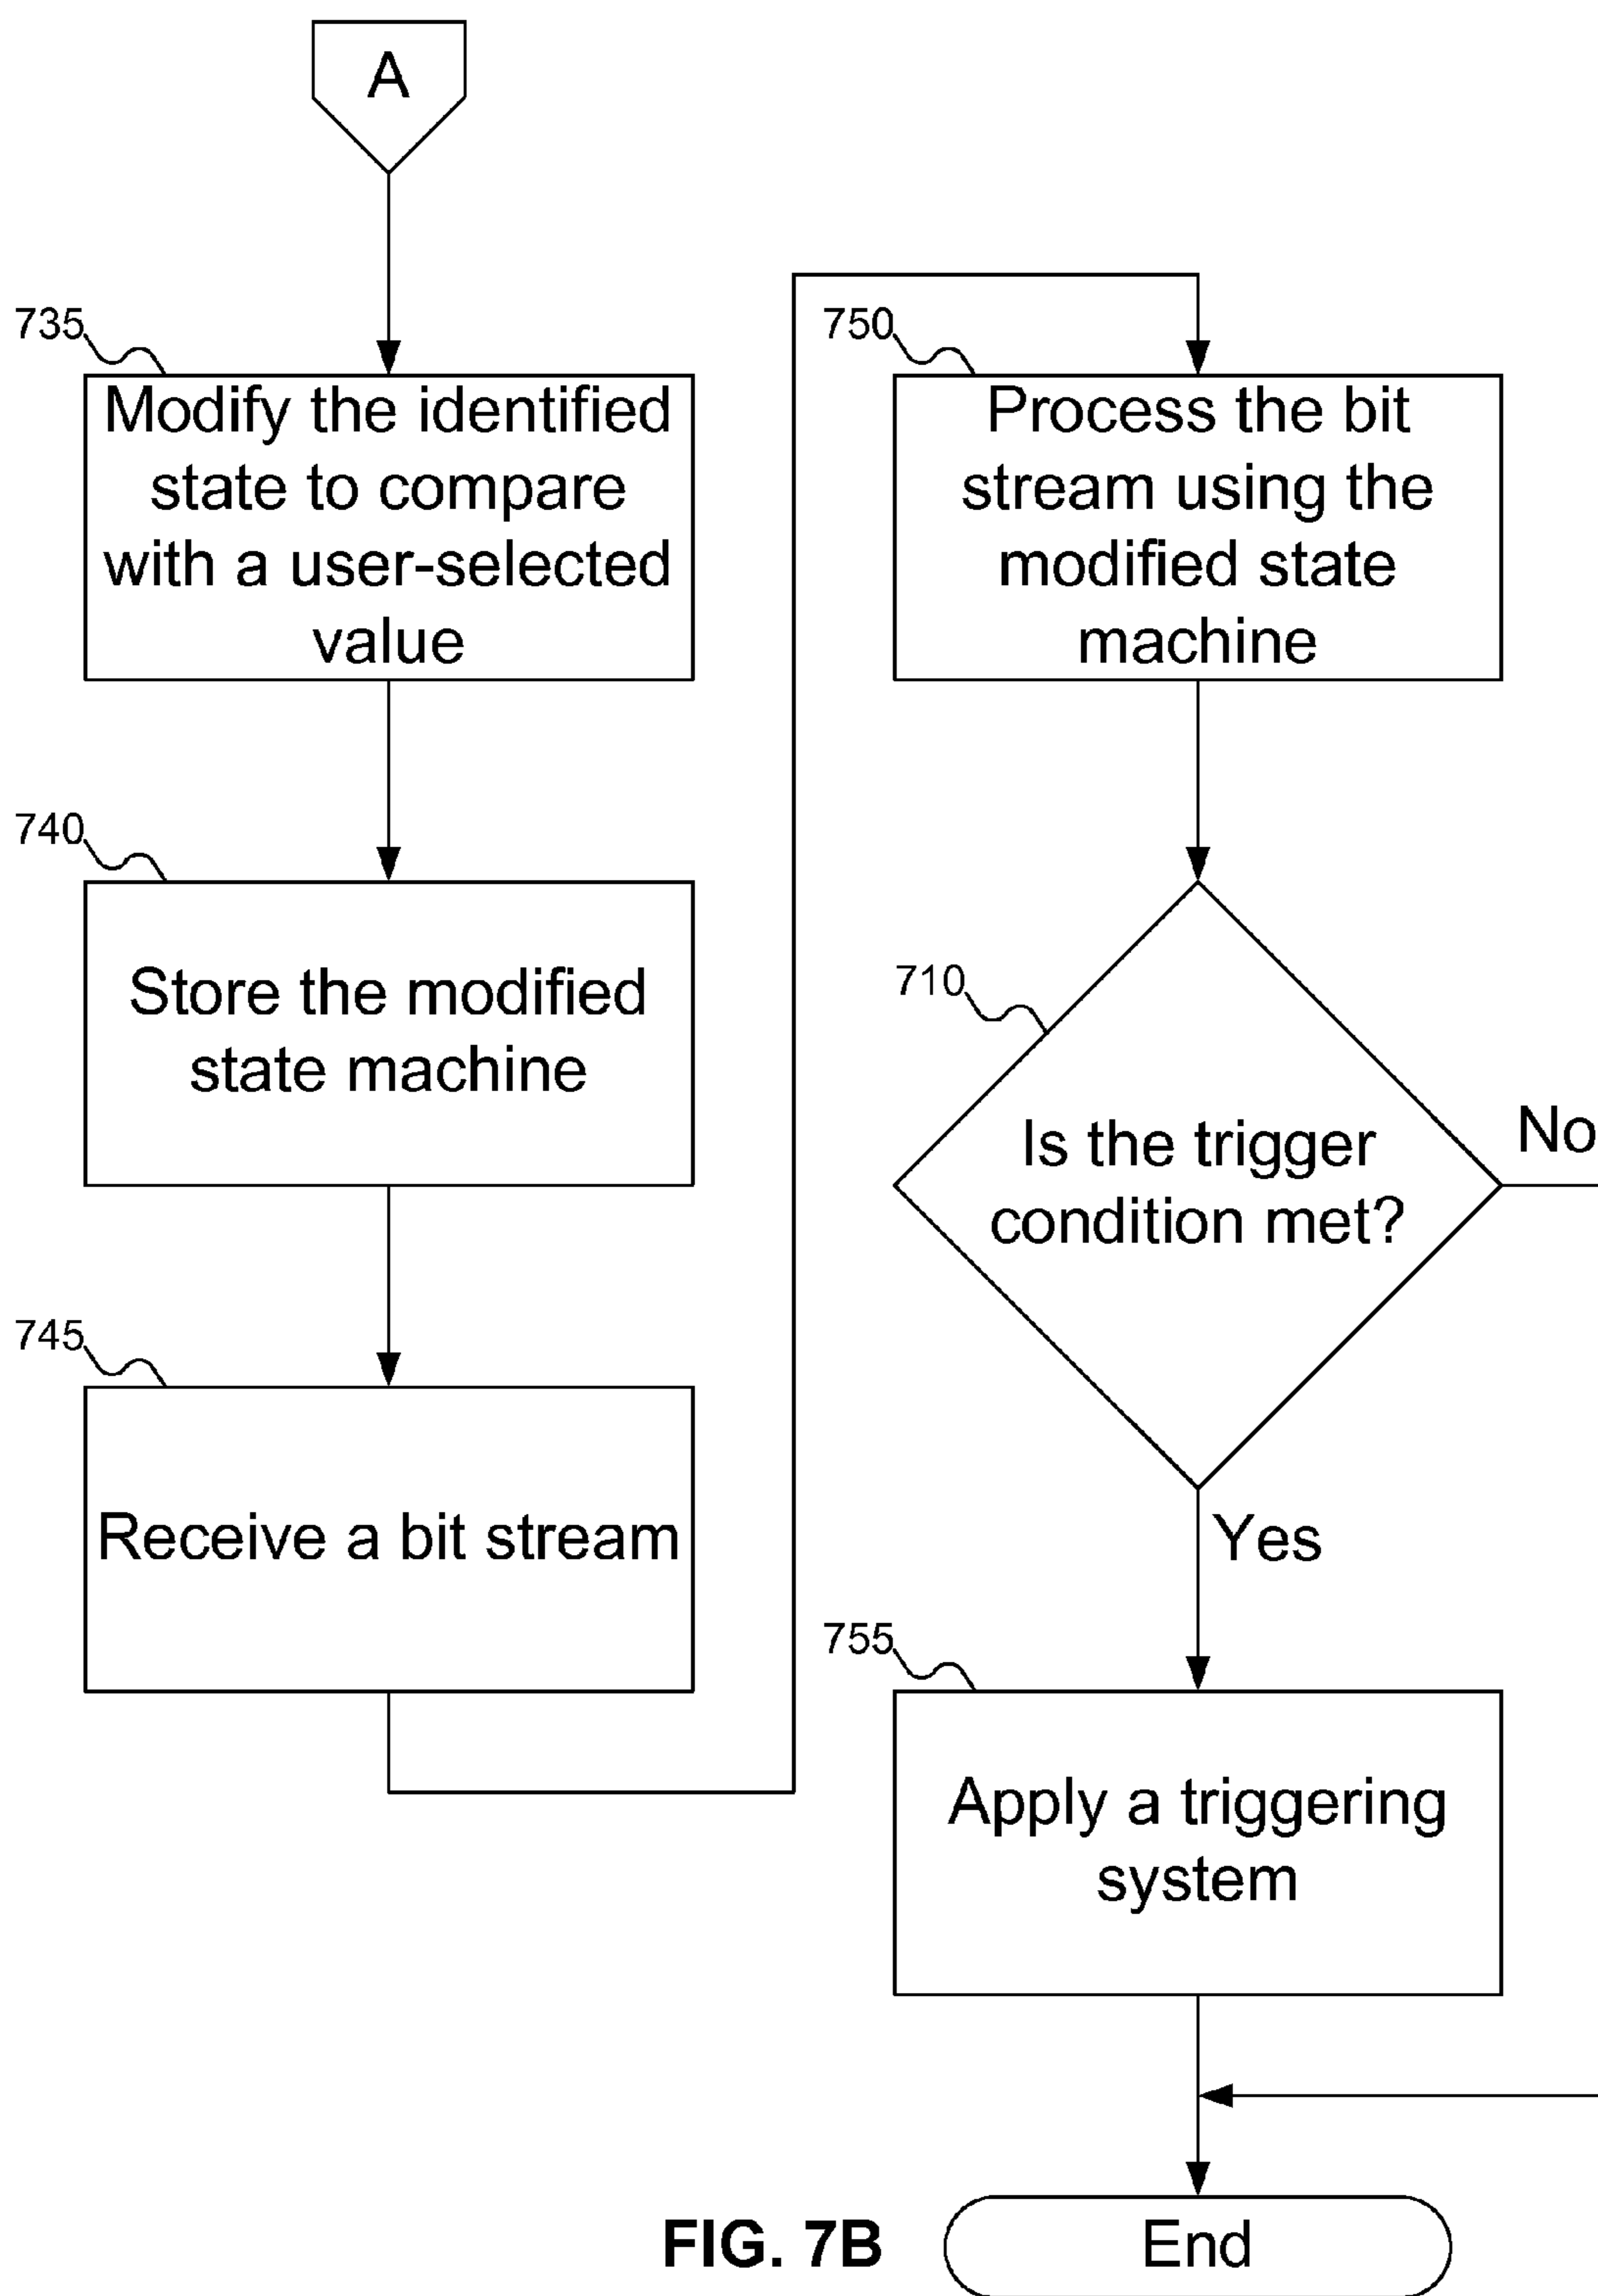 A
735
Modify the identified
state to compare
with a user-selected
value
740
Store the modified
state machine
745
Receive a bit stream
750
Process the bit
stream using the
modified state
machine
710
Is the trigger
condition met?
No
Yes
755
Apply a triggering
system
End
FIG. 7B